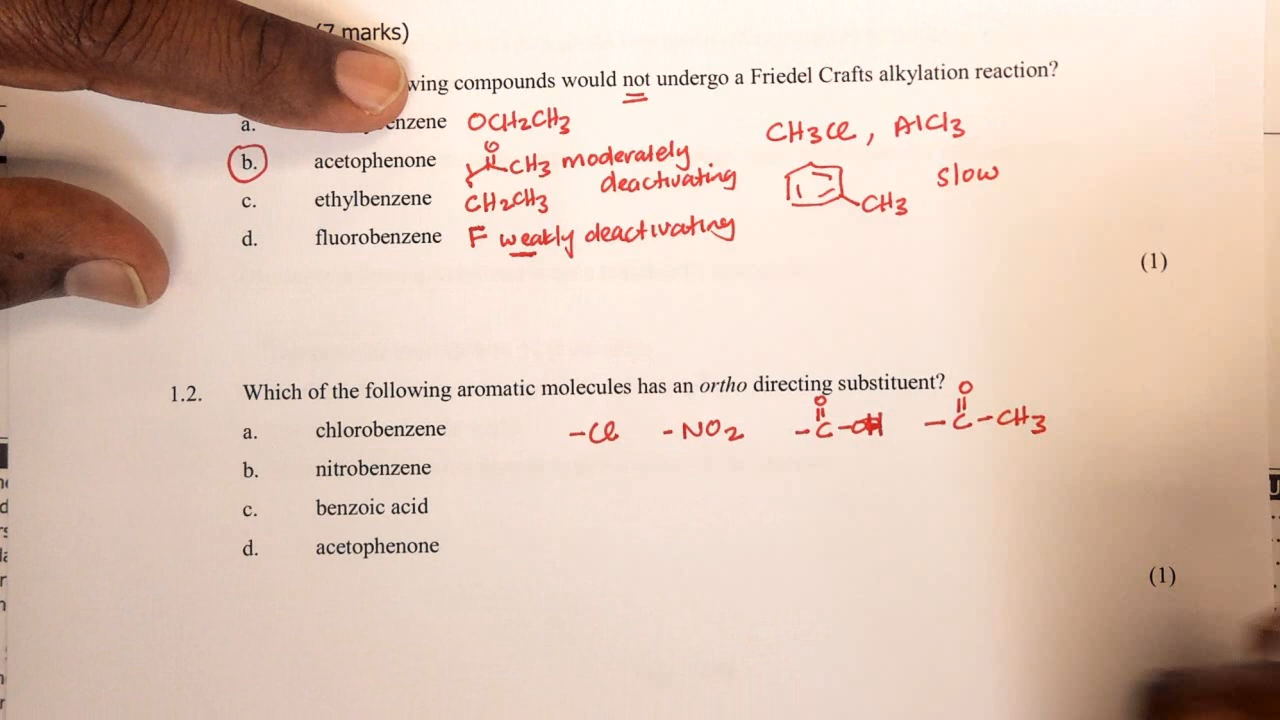 (7 marks)
wing compounds would not undergo a Friedel Crafts alkylation reaction?
a. enzene OCH2CH3
CH3Cl, AlCl3
b. acetophenone O CH3 moderately deactivating
CH3 slow
c. ethylbenzene CH2CH3
d. fluorobenzene F weakly deactivating
(1)
1.2. Which of the following aromatic molecules has an ortho directing substituent?
a. chlorobenzene -Cl -NO2 -C(=O)-OH -C(=O)-CH3
b. nitrobenzene
c. benzoic acid
d. acetophenone
(1)